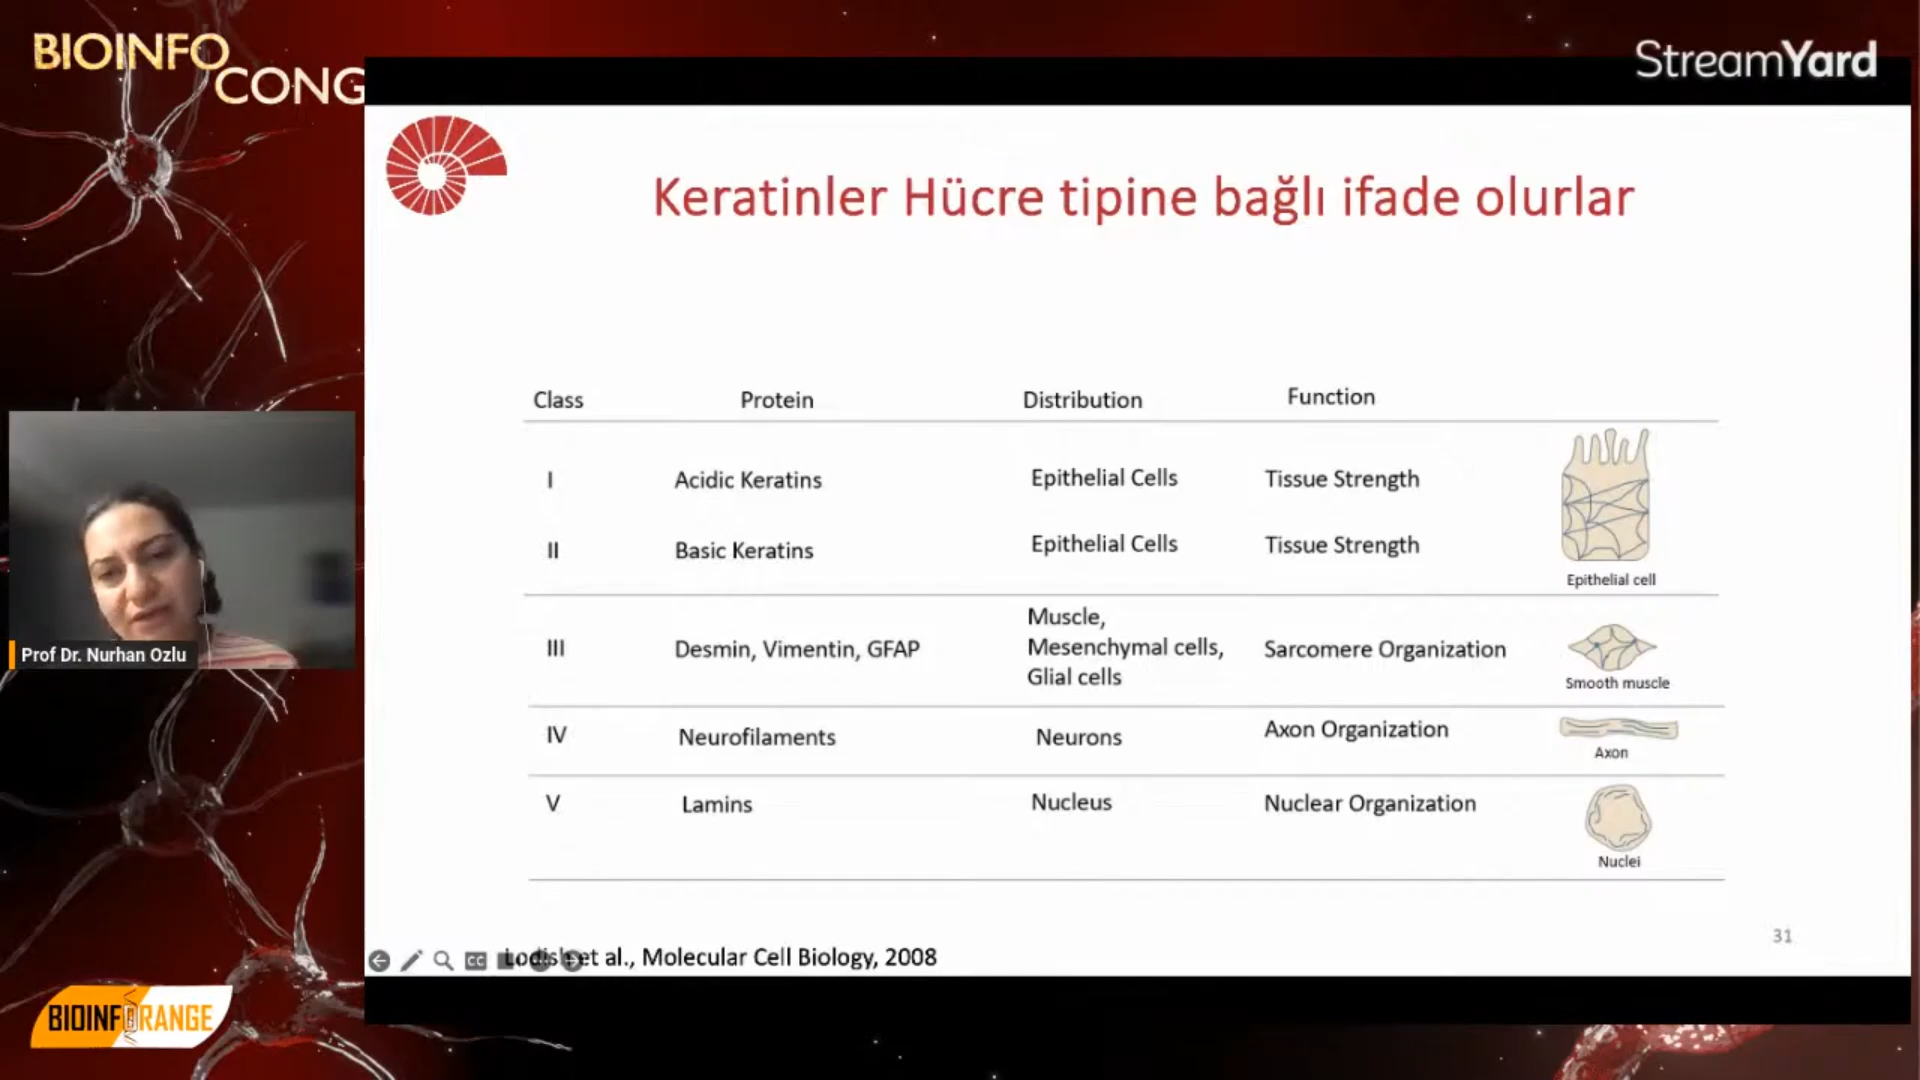 BIOINFO
CONG
StreamYard
Keratinler Hücre tipine bağlı ifade olurlar
Class Protein Distribution Function
I Acidic Keratins Epithelial Cells Tissue Strength
II Basic Keratins Epithelial Cells Tissue Strength
Epithelial cell
III Desmin, Vimentin, GFAP Muscle,
Mesenchymal cells,
Glial cells
Sarcomere Organization
Smooth muscle
IV Neurofilaments Neurons Axon Organization
Axon
V Lamins Nucleus Nuclear Organization
Nuclei
31
CC Lodish et al., Molecular Cell Biology, 2008
Prof Dr. Nurhan Ozlu
BIOINFORANGE